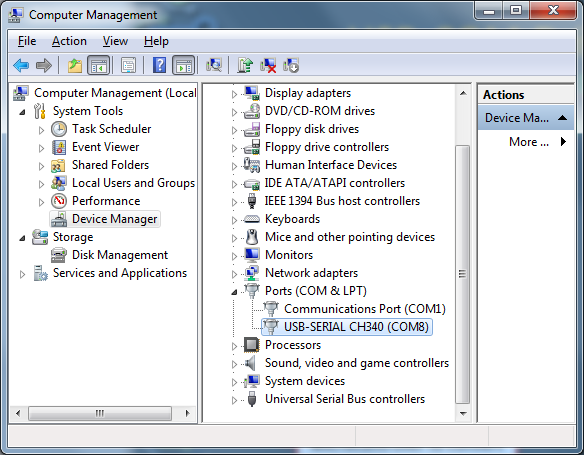 Computer Management
File Action View Help
Computer Management (Local
System Tools
Task Scheduler
Event Viewer
Shared Folders
Local Users and Groups
Performance
Device Manager
Storage
Disk Management
Services and Applications
Display adapters
DVD/CD-ROM drives
Floppy disk drives
Floppy drive controllers
Human Interface Devices
IDE ATA/ATAPI controllers
IEEE 1394 Bus host controllers
Keyboards
Mice and other pointing devices
Monitors
Network adapters
Ports (COM & LPT)
Communications Port (COM1)
USB-SERIAL CH340 (COM8)
Processors
Sound, video and game controllers
System devices
Universal Serial Bus controllers
Actions
Device Ma...
More ...